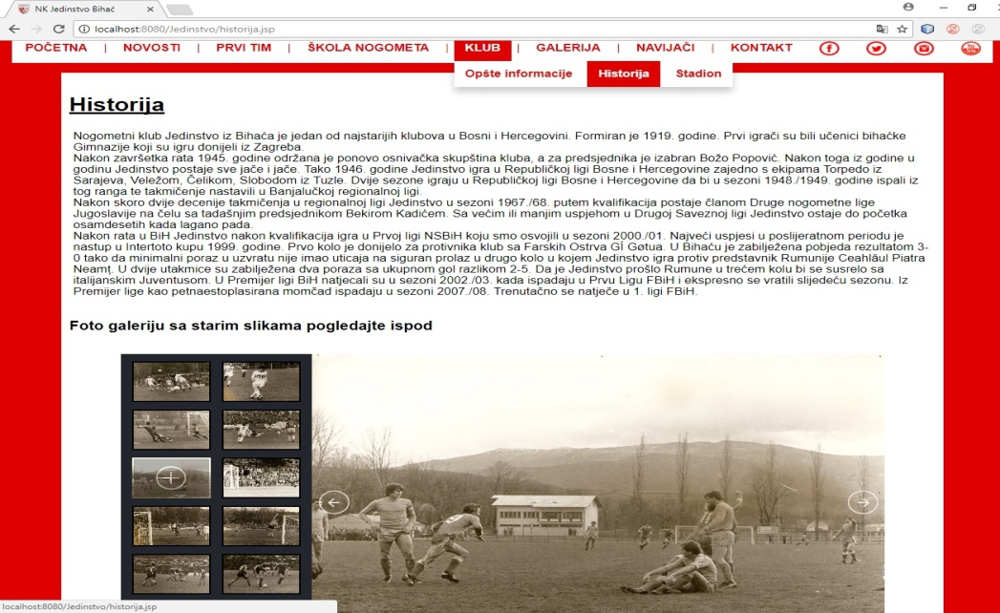 NK Jedinstvo Bihać
localhost:8080/Jedinstvo/historija.jsp
POČETNA | NOVOSTI | PRVI TIM | ŠKOLA NOGOMETA | KLUB | GALERIJA | NAVIJAČI | KONTAKT
Opšte informacije Historija Stadion
Historija
Nogometni klub Jedinstvo iz Bihaća je jedan od najstarijih klubova u Bosni i Hercegovini. Formiran je 1919. godine. Prvi igrači su bili učenici bihaćke
Gimnazije koji su igru donijeli iz Zagreba.
Nakon završetka rata 1945. godine održana je ponovo osnivačka skupština kluba, a za predsjednika je izabran Božo Popović. Nakon toga iz godine u
godinu Jedinstvo postaje sve jače i jače. Tako 1946. godine Jedinstvo igra u Republičkoj ligi Bosne i Hercegovine zajedno s ekipama Torpedo iz
Sarajeva, Veležom, Čelikom, Slobodom iz Tuzle. Dvije sezone igraju u Republičkoj ligi Bosne i Hercegovine da bi u sezoni 1948./1949. godine ispali iz
tog ranga te takmičenje nastavili u Banjalučkoj regionalnoj ligi.
Nakon skoro dvije decenije takmičenja u regionalnoj ligi Jedinstvo u sezoni 1967./68. putem kvalifikacija postaje članom Druge nogometne lige
Jugoslavije na čelu sa tadašnjim predsjednikom Bekirom Kadićem. Sa većim ili manjim uspjehom u Drugoj Saveznoj ligi Jedinstvo ostaje do početka
osamdesetih kada lagano pada.
Nakon rata u BiH Jedinstvo nakon kvalifikacija igra u Prvoj ligi NSBiH koju smo osvojili u sezoni 2000./01. Najveći uspjesi u poslijeratnom periodu je
nastup u Intertoto kupu 1999. godine. Prvo kolo je donijelo za protivnika klub sa Farskih Ostrva GÍ Gøtua. U Bihaću je zabilježena pobjeda rezultatom 3-
0 tako da minimalni poraz u uzvratu nije imao uticaja na siguran prolaz u drugo kolo u kojem Jedinstvo igra protiv predstavnik Rumunije Ceahlăul Piatra
Neamț. U dvije utakmice su zabilježena dva poraza sa ukupnom gol razlikom 2-5. Da je Jedinstvo prošlo Rumune u trećem kolu bi se susrelo sa
italijanskim Juventusom. U Premijer ligi BiH natjecali su u sezoni 2002./03. kada ispadaju u Prvu Ligu FBiH i ekspresno se vratili slijedeću sezonu. Iz
Premijer lige kao petnaestoplasirana momčad ispadaju u sezoni 2007./08. Trenutačno se natječe u 1. ligi FBiH.
Foto galeriju sa starim slikama pogledajte ispod
localhost:8080/Jedinstvo/historija.jsp